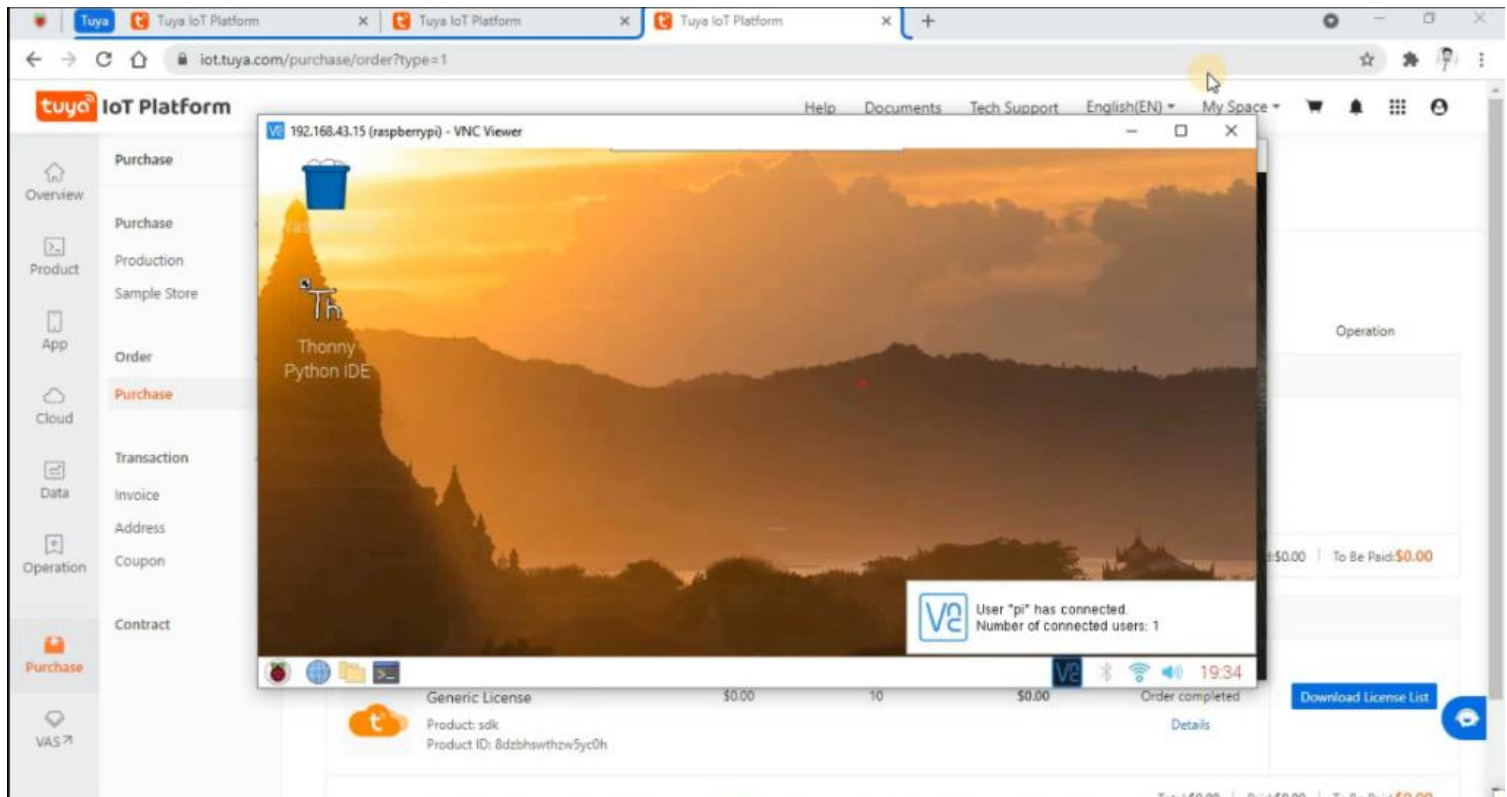 Tuya
Tuya IoT Platform
Tuya IoT Platform
Tuya IoT Platform
iot.tuya.com/purchase/order?type=1
tuya IoT Platform
Help Documents Tech Support English(EN) My Space
192.168.43.15 (raspberrypi) - VNC Viewer
Overview
Product
App
Cloud
Data
Operation
Purchase
VAS
Purchase
Purchase
Production
Sample Store
Order
Purchase
Transaction
Invoice
Address
Coupon
Contract
Th
Thonny
Python IDE
Operation
:$0.00 To Be Paid:$0.00
VC User "pi" has connected.
Number of connected users: 1
19:34
Generic License $0.00 10 $0.00 Order completed Download License List
Product: sdk Details
Product ID: 8dzbhswthzw5yc0h